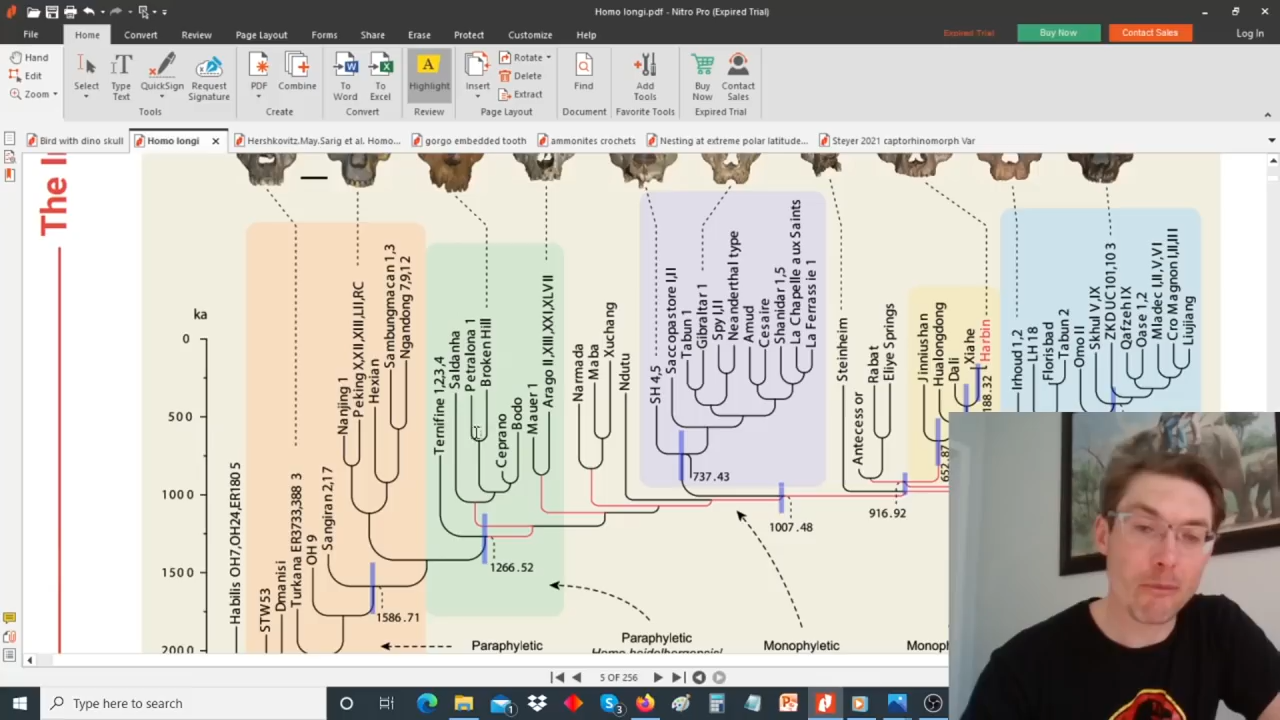 Homo longi.pdf - Nitro Pro (Expired Trial)
File
Home
Convert
Review
Page Layout
Forms
Share
Erase
Protect
Customize
Help
Expired Trial
Buy Now
Contact Sales
Log In
Hand
Edit
Zoom
Select
Type Text
QuickSign
Request Signature
Tools
PDF
Combine
Create
To Word
To Excel
Convert
Highlight
Review
Insert
Rotate
Delete
Extract
Page Layout
Find
Document
Add Tools
Favorite Tools
Buy Now
Contact Sales
Expired Trial
Bird with dino skull
Homo longi
Hershkovitz.May.Sarig et al. Homo...
gorgo embedded tooth
ammonites crochets
Nesting at extreme polar latitude...
Steyer 2021 captorhinomorph Var
ka
0
500
1000
1500
Habilis OH7,OH24,ER1805
STW53
Dmanisi
Turkana ER3733,3883
OH 9
Sangiran 2,17
Nanjing 1
Peking X,XII,XIII,LII,RC
Hexian
Sambungmacan 1,3
Ngandong 7,9,12
Ternifine 1,2,3,4
Saldanha
Petralona 1
Broken Hill
Ceprano
Bodo
Mauer 1
Arago II,XIII,XXI,XLVII
Narmada
Maba
Xuchang
Ndutu
SH 4,5
Saccopastore I,II
Tabun 1
Gibraltar 1
Spy I,II
Neanderthal type
Amud
Cesaire
Shanidar 1,5
La Chapelle aux Saints
La Ferrassie 1
Steinheim
Antecessor
Rabat
Eliye Springs
Jinniushan
Hualongdong
Dali
Xiahe
Harbin
Irhoud 1,2
LH 18
Florisbad
Tabun 2
Omo II
Skhul V,IX
ZKD UC 101,103
Qafzeh IX
Oase 1,2
Mladec I,II,V,VI
Cro Magnon I,II,III
Liujiang
188.32
737.43
1007.48
916.92
1266.52
1586.71
Paraphyletic
Paraphyletic
Homo heidelbergensis/
Monophyletic
5 OF 256
Type here to search
1
3